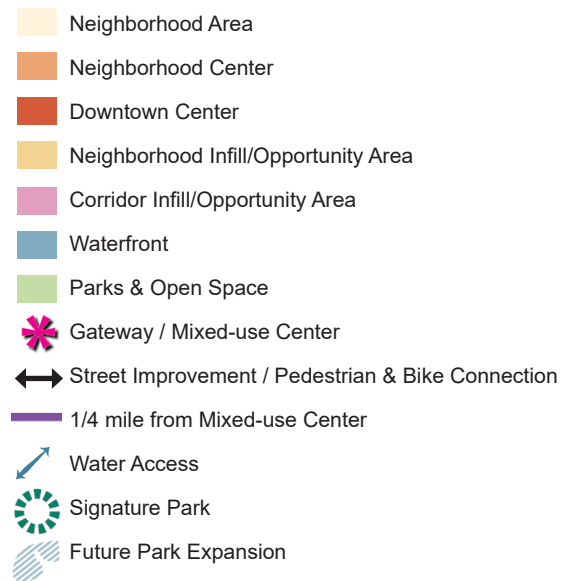 Neighborhood Area
Neighborhood Center
Downtown Center
Neighborhood Infill/Opportunity Area
Corridor Infill/Opportunity Area
Waterfront
Parks & Open Space
Gateway / Mixed-use Center
Street Improvement / Pedestrian & Bike Connection
1/4 mile from Mixed-use Center
Water Access
Signature Park
Future Park Expansion